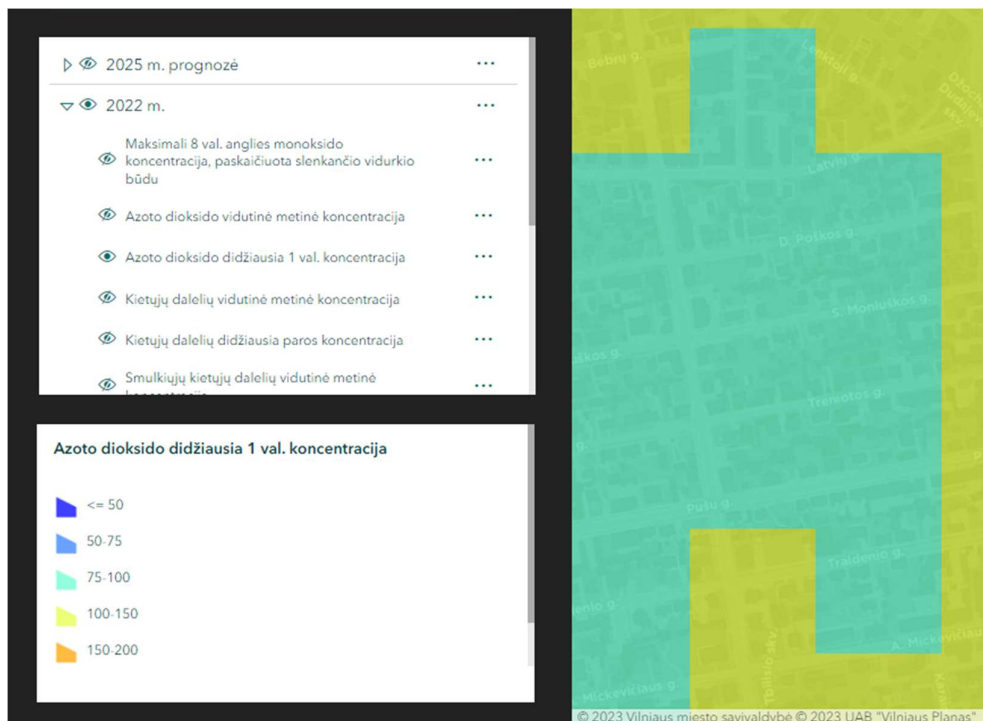 2025 m. prognozė
2022 m.
Maksimali 8 val. anglies monoksido
koncentracija, paskaičiuota slenkančio vidurkio
būdu
Azoto dioksido vidutinė metinė koncentracija
Azoto dioksido didžiausia 1 val. koncentracija
Kietųjų dalelių vidutinė metinė koncentracija
Kietųjų dalelių didžiausia paros koncentracija
Smulkiųjų kietųjų dalelių vidutinė metinė
Azoto dioksido didžiausia 1 val. koncentracija
<= 50
50-75
75-100
100-150
150-200
Bebrų g.
Lenktoji g.
Latvių g.
D. Poškos g.
S. Moniuškos g.
Treniotos g.
Pušų g.
Traidenio g.
A. Mickevičiaus
Mickevičiaus g.
© 2023 Vilniaus miesto savivaldybė © 2023 UAB "Vilniaus Planas"